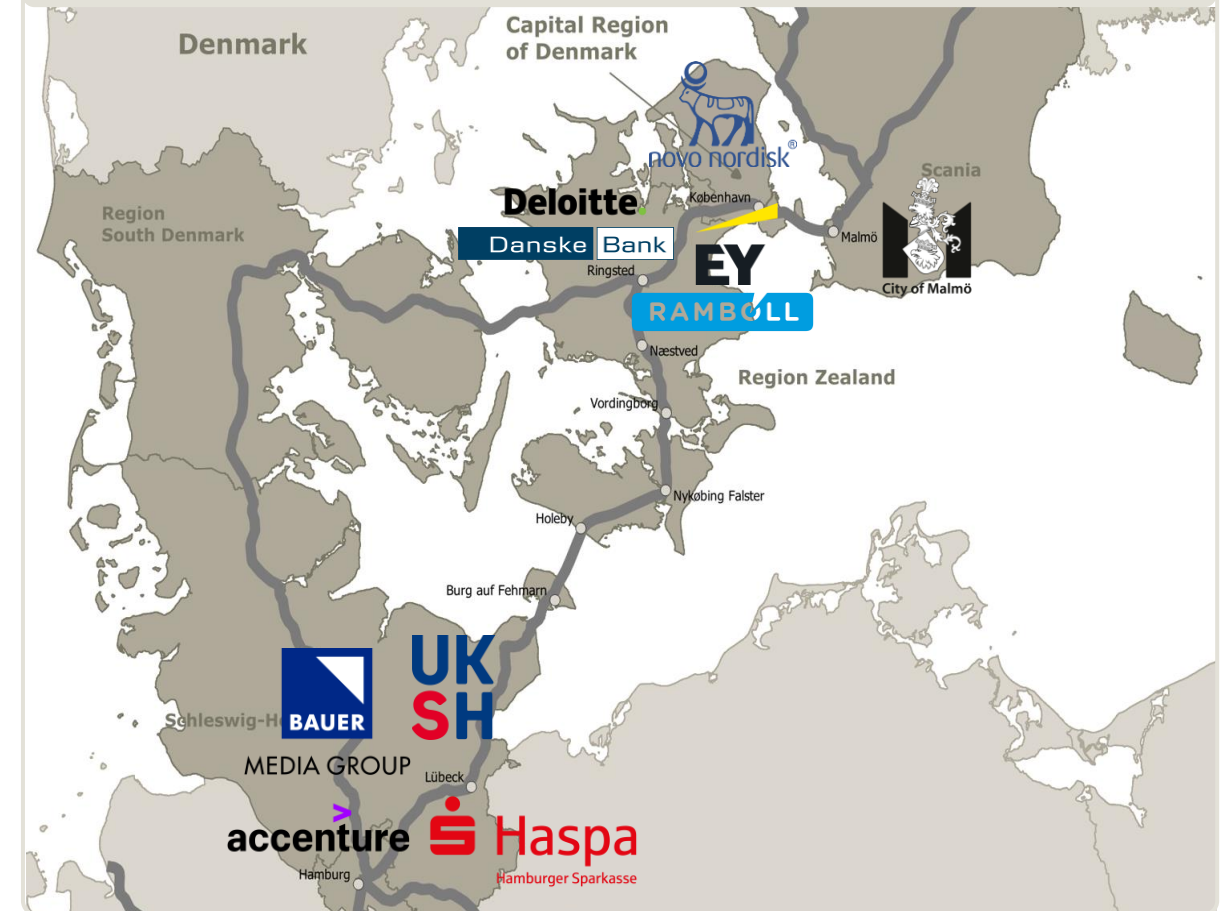 Denmark
Capital Region
of Denmark
novo nordisk®
Scania
Deloitte.
København
Region
South Denmark
Danske Bank
Malmö
EY
City of Malmö
Ringsted
RAMBOLL
Næstved
Region Zealand
Vordingborg
Nykøbing Falster
Holeby
Burg auf Fehmarn
UK
SH
Schleswig-H
BAUER
MEDIA GROUP
Lübeck
accenture
Haspa
Hamburger Sparkasse
Hamburg